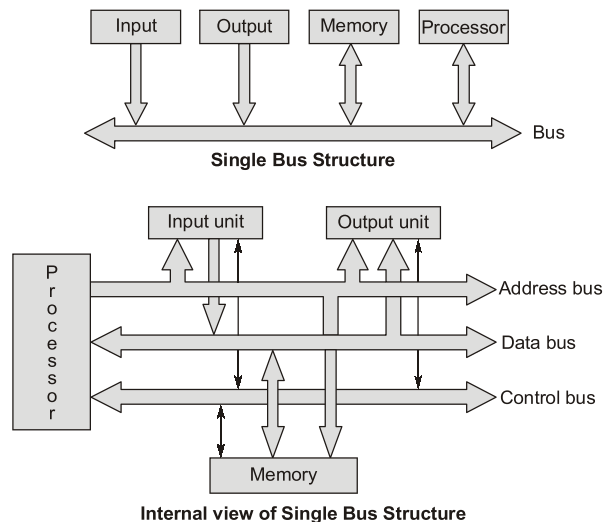 Input Output Memory Processor
Bus
Single Bus Structure
Input unit Output unit
Processor
Address bus
Data bus
Control bus
Memory
Internal view of Single Bus Structure